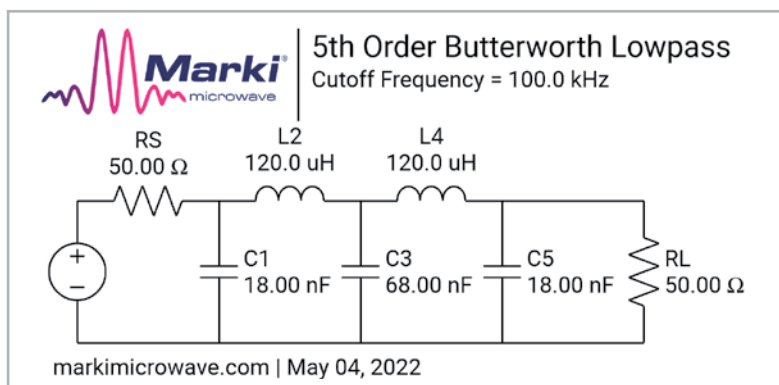 Marki®
microwave
5th Order Butterworth Lowpass
Cutoff Frequency = 100.0 kHz
RS
50.00 Ω
L2
120.0 uH
L4
120.0 uH
+
−
C1
18.00 nF
C3
68.00 nF
C5
18.00 nF
RL
50.00 Ω
markimicrowave.com | May 04, 2022